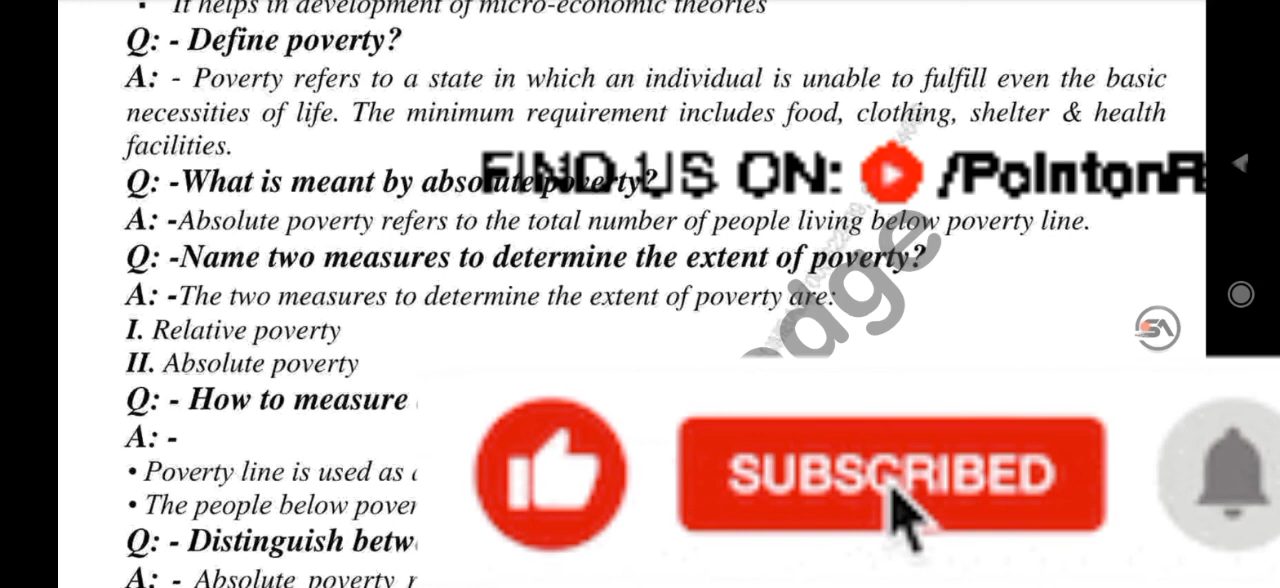 ▪ It helps in development of micro-economic theories
Q: - Define poverty?
A: - Poverty refers to a state in which an individual is unable to fulfill even the basic
necessities of life. The minimum requirement includes food, clothing, shelter & health
facilities.
FIND US ON: /PointonR
Q: -What is meant by absolute poverty?
A: -Absolute poverty refers to the total number of people living below poverty line.
Q: -Name two measures to determine the extent of poverty?
A: -The two measures to determine the extent of poverty are:
edge
I. Relative poverty
SA
II. Absolute poverty
Q: - How to measure
A: -
• Poverty line is used as
SUBSCRIBED
• The people below pover
Q: - Distinguish betw
A: - Absolute poverty r